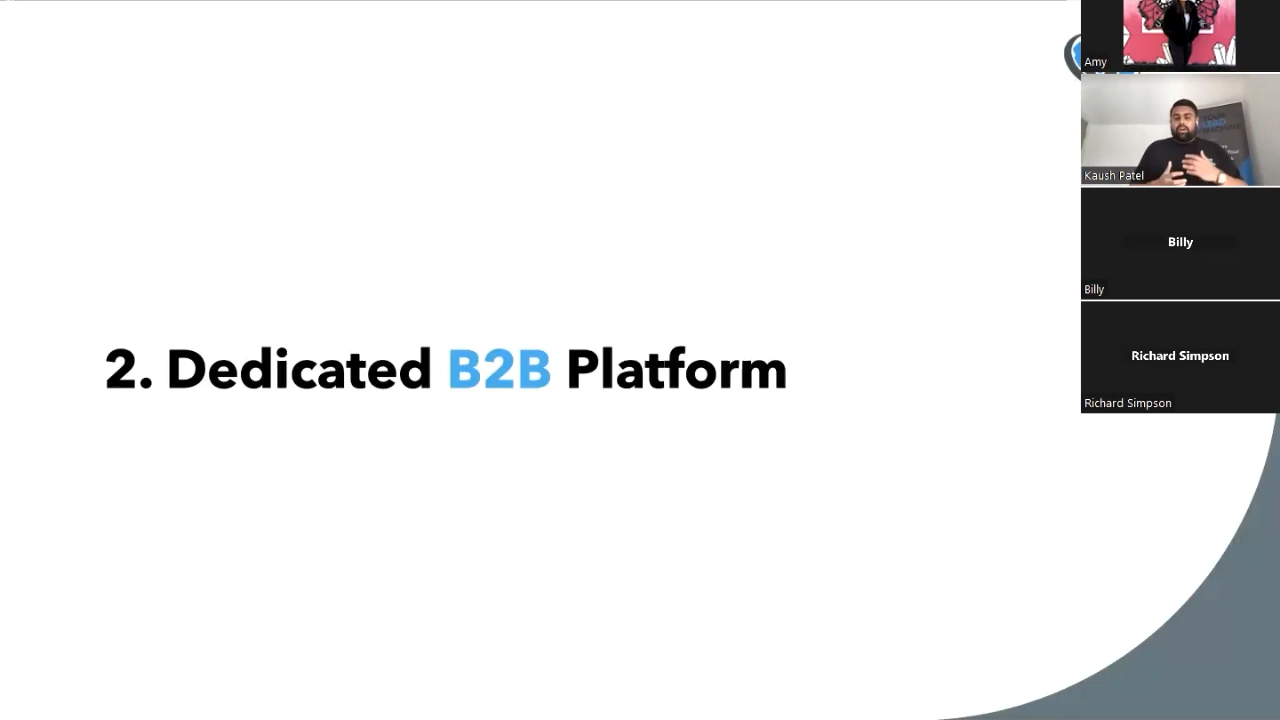 2. Dedicated B2B Platform
Amy
Kaush Patel
Billy
Billy
Richard Simpson
Richard Simpson